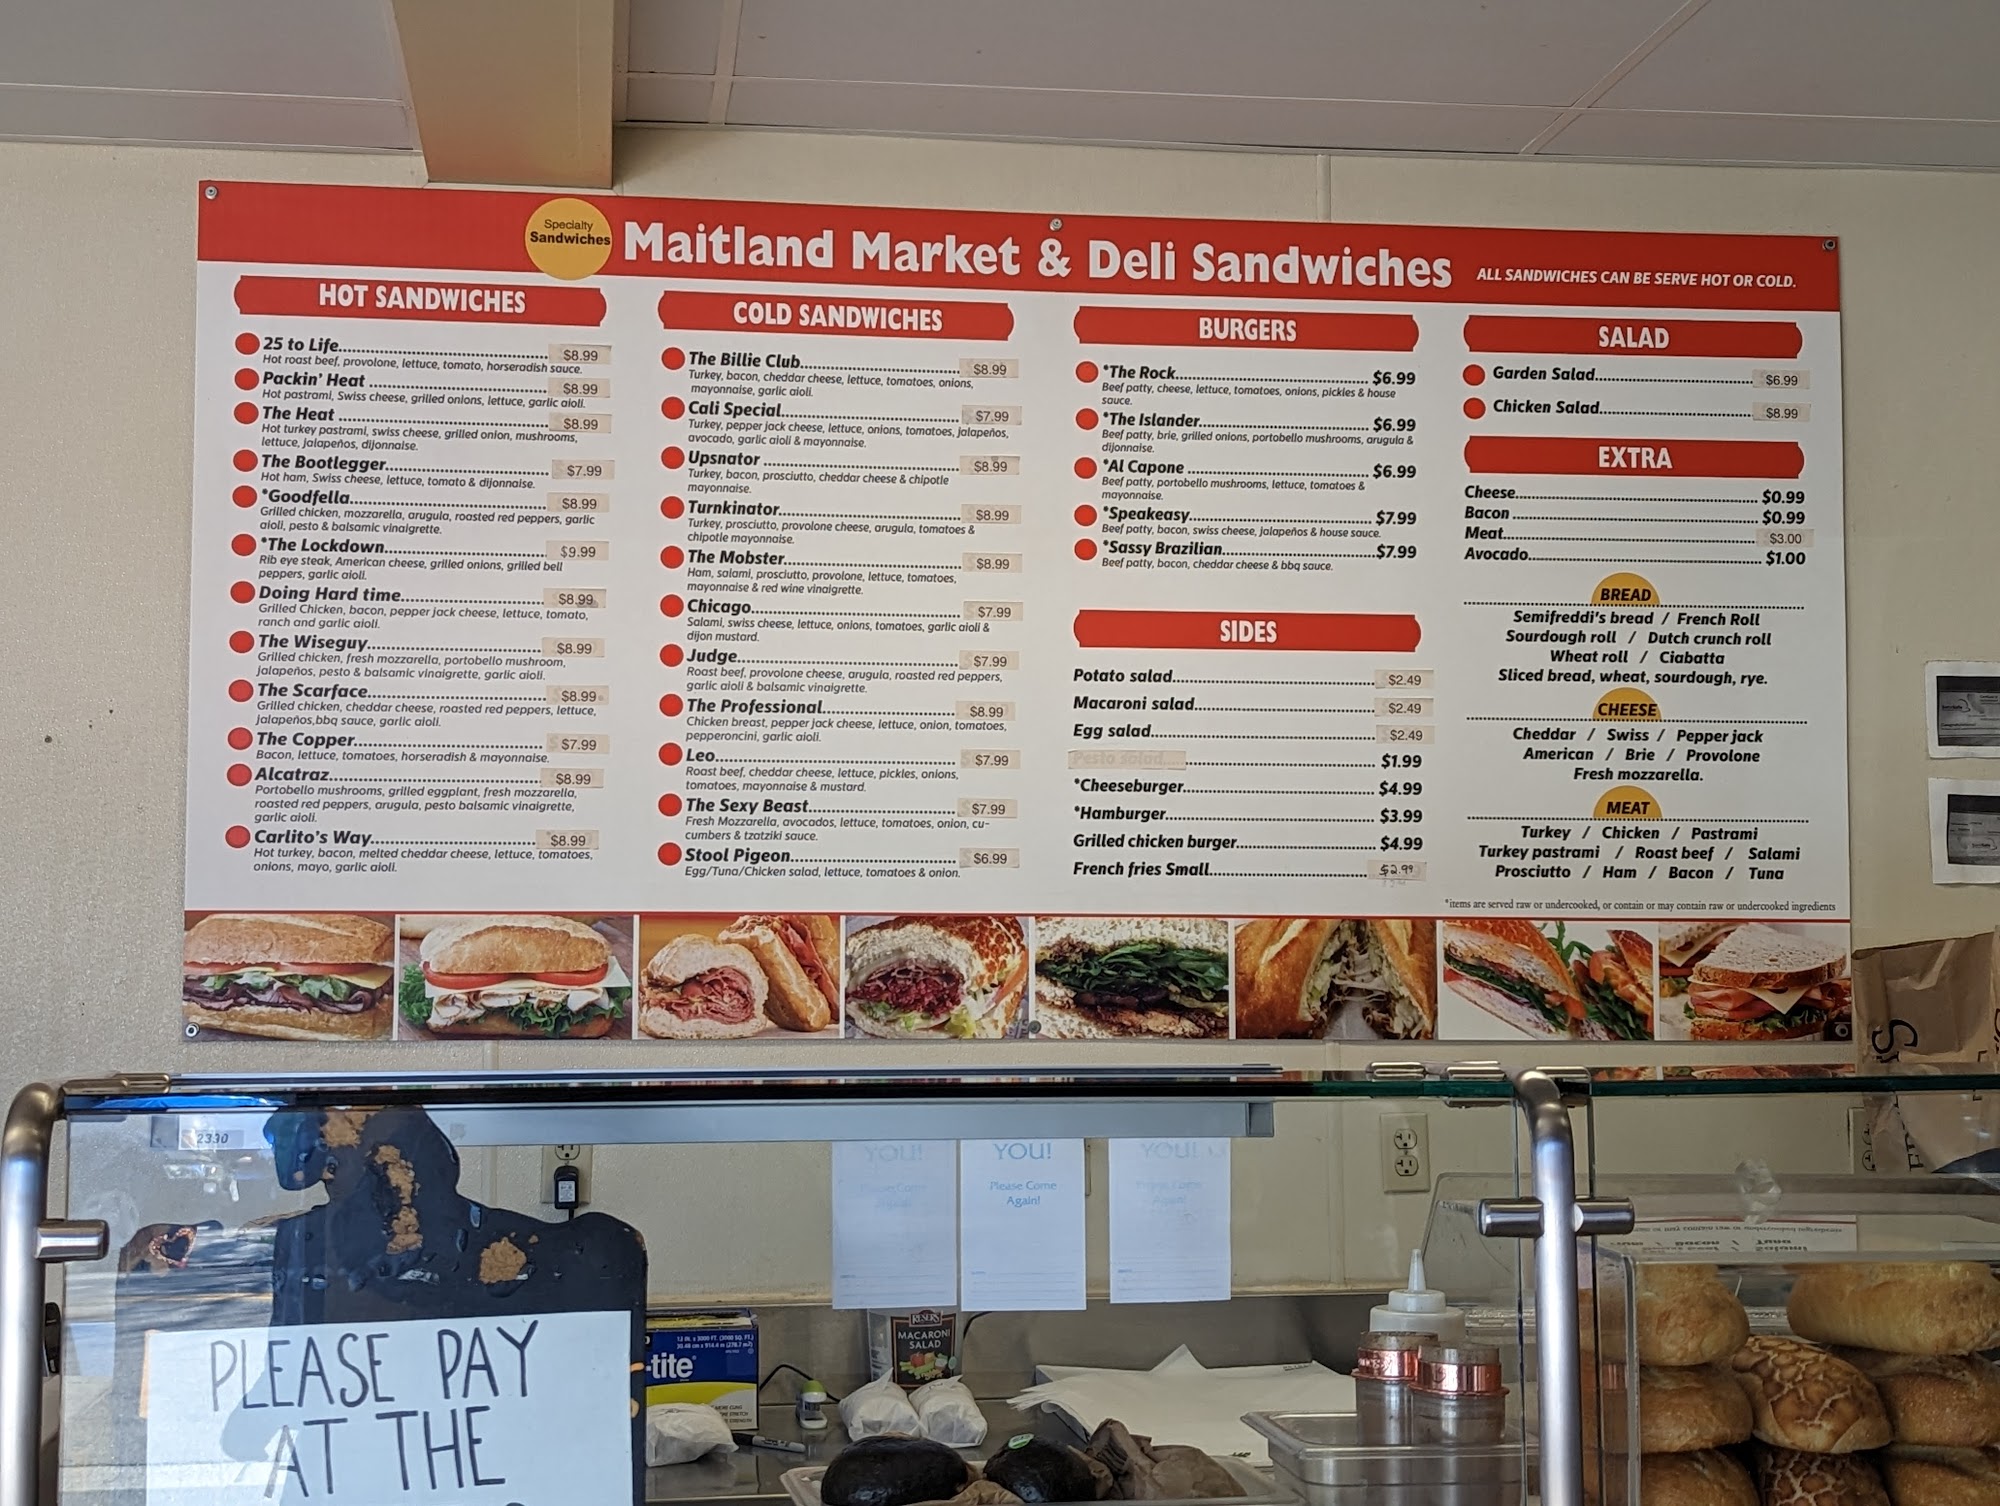 Specialty
Sandwiches
Maitland Market & Deli Sandwiches
ALL SANDWICHES CAN BE SERVE HOT OR COLD.
HOT SANDWICHES
25 to Life $8.99
Hot roast beef, provolone, lettuce, tomato, horseradish sauce.
Packin' Heat $8.99
Hot pastrami, Swiss cheese, grilled onions, lettuce, garlic aioli.
The Heat $8.99
Hot turkey pastrami, swiss cheese, grilled onion, mushrooms,
lettuce, jalapeños, dijonnaise.
The Bootlegger $7.99
Hot ham, Swiss cheese, lettuce, tomato & dijonnaise.
*Goodfella $8.99
Grilled chicken, mozzarella, arugula, roasted red peppers, garlic
aioli, pesto & balsamic vinaigrette.
*The Lockdown $9.99
Rib eye steak, American cheese, grilled onions, grilled bell
peppers, garlic aioli.
Doing Hard time $8.99
Grilled Chicken, bacon, pepper jack cheese, lettuce, tomato,
ranch and garlic aioli.
The Wiseguy $8.99
Grilled chicken, fresh mozzarella, portobello mushroom,
jalapeños, pesto & balsamic vinaigrette, garlic aioli.
The Scarface $8.99
Grilled chicken, cheddar cheese, roasted red peppers, lettuce,
jalapeños,bbq sauce, garlic aioli.
The Copper $7.99
Bacon, lettuce, tomatoes, horseradish & mayonnaise.
Alcatraz $8.99
Portobello mushrooms, grilled eggplant, fresh mozzarella,
roasted red peppers, arugula, pesto balsamic vinaigrette,
garlic aioli.
Carlito's Way $8.99
Hot turkey, bacon, melted cheddar cheese, lettuce, tomatoes,
onions, mayo, garlic aioli.
COLD SANDWICHES
The Billie Club $8.99
Turkey, bacon, cheddar cheese, lettuce, tomatoes, onions,
mayonnaise, garlic aioli.
Cali Special $7.99
Turkey, pepper jack cheese, lettuce, onions, tomatoes, jalapeños,
avocado, garlic aioli & mayonnaise.
Upsnator $8.99
Turkey, bacon, prosciutto, cheddar cheese & chipotle
mayonnaise.
Turnkinator $8.99
Turkey, prosciutto, provolone cheese, arugula, tomatoes &
chipotle mayonnaise.
The Mobster $8.99
Ham, salami, prosciutto, provolone, lettuce, tomatoes,
mayonnaise & red wine vinaigrette.
Chicago $7.99
Salami, swiss cheese, lettuce, onions, tomatoes, garlic aioli &
dijon mustard.
Judge $7.99
Roast beef, provolone cheese, arugula, roasted red peppers,
garlic aioli & balsamic vinaigrette.
The Professional $8.99
Chicken breast, pepper jack cheese, lettuce, onion, tomatoes,
pepperoncini, garlic aioli.
Leo $7.99
Roast beef, cheddar cheese, lettuce, pickles, onions,
tomatoes, mayonnaise & mustard.
The Sexy Beast $7.99
Fresh Mozzarella, avocados, lettuce, tomatoes, onion, cu-
cumbers & tzatziki sauce.
Stool Pigeon $6.99
Egg/Tuna/Chicken salad, lettuce, tomatoes & onion.
BURGERS
*The Rock $6.99
Beef patty, cheese, lettuce, tomatoes, onions, pickles & house
sauce.
*The Islander $6.99
Beef patty, brie, grilled onions, portobello mushrooms, arugula &
dijonnaise.
*Al Capone $6.99
Beef patty, portobello mushrooms, lettuce, tomatoes &
mayonnaise.
*Speakeasy $7.99
Beef patty, bacon, swiss cheese, jalapeños & house sauce.
*Sassy Brazilian $7.99
Beef patty, bacon, cheddar cheese & bbq sauce.
SIDES
Potato salad $2.49
Macaroni salad $2.49
Egg salad $2.49
Pesto salad $1.99
*Cheeseburger $4.99
*Hamburger $3.99
Grilled chicken burger $4.99
French fries Small $2.99
SALAD
Garden Salad $6.99
Chicken Salad $8.99
EXTRA
Cheese $0.99
Bacon $0.99
Meat $3.00
Avocado $1.00
BREAD
Semifreddi's bread / French Roll
Sourdough roll / Dutch crunch roll
Wheat roll / Ciabatta
Sliced bread, wheat, sourdough, rye.
CHEESE
Cheddar / Swiss / Pepper jack
American / Brie / Provolone
Fresh mozzarella.
MEAT
Turkey / Chicken / Pastrami
Turkey pastrami / Roast beef / Salami
Prosciutto / Ham / Bacon / Tuna
*items are served raw or undercooked, or contain or may contain raw or undercooked ingredients
2390
YOU!
Please Come
Again!
YOU!
Please Come
Again!
YOU!
Please Come
Again!
PLEASE PAY
AT THE
-tite
RESER'S
MACARONI
SALAD